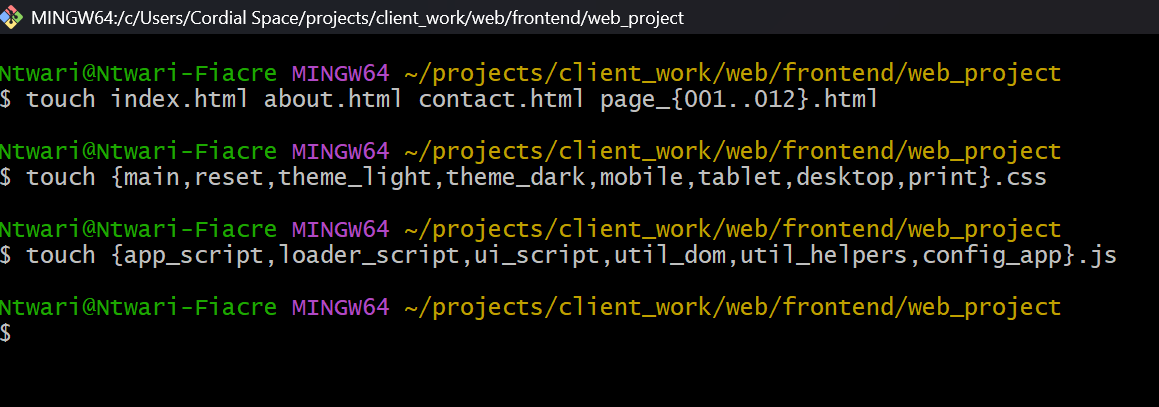 MINGW64:/c/Users/Cordial Space/projects/client_work/web/frontend/web_project
Ntwari@Ntwari-Fiacre MINGW64 ~/projects/client_work/web/frontend/web_project
$ touch index.html about.html contact.html page_{001..012}.html
Ntwari@Ntwari-Fiacre MINGW64 ~/projects/client_work/web/frontend/web_project
$ touch {main,reset,theme_light,theme_dark,mobile,tablet,desktop,print}.css
Ntwari@Ntwari-Fiacre MINGW64 ~/projects/client_work/web/frontend/web_project
$ touch {app_script,loader_script,ui_script,util_dom,util_helpers,config_app}.js
Ntwari@Ntwari-Fiacre MINGW64 ~/projects/client_work/web/frontend/web_project
$